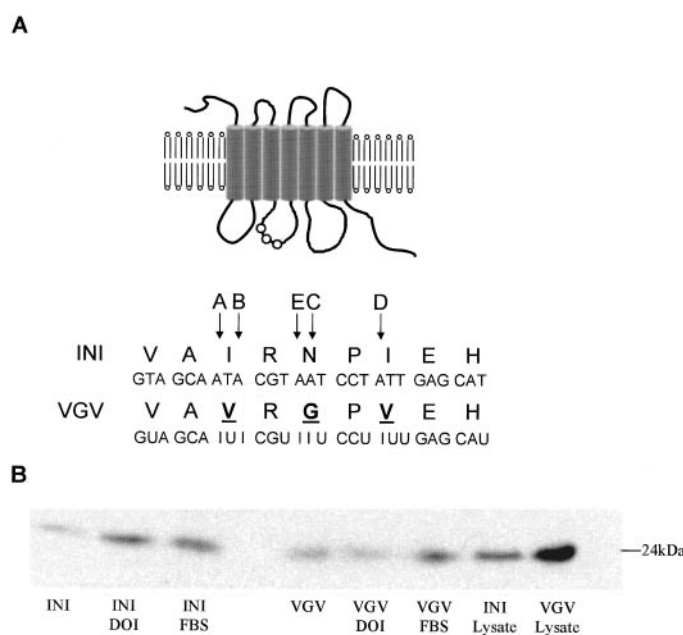 A
A B E C D
INI V A I R N P I E H
GTA GCA ATA CGT AAT CCT ATT GAG CAT
VGV V A V R G P V E H
GUA GCA IUI CGU IIU CCU IUU GAG CAU
B
24kDa
INI INI DOI INI FBS VGV VGV DOI VGV FBS INI Lysate VGV Lysate